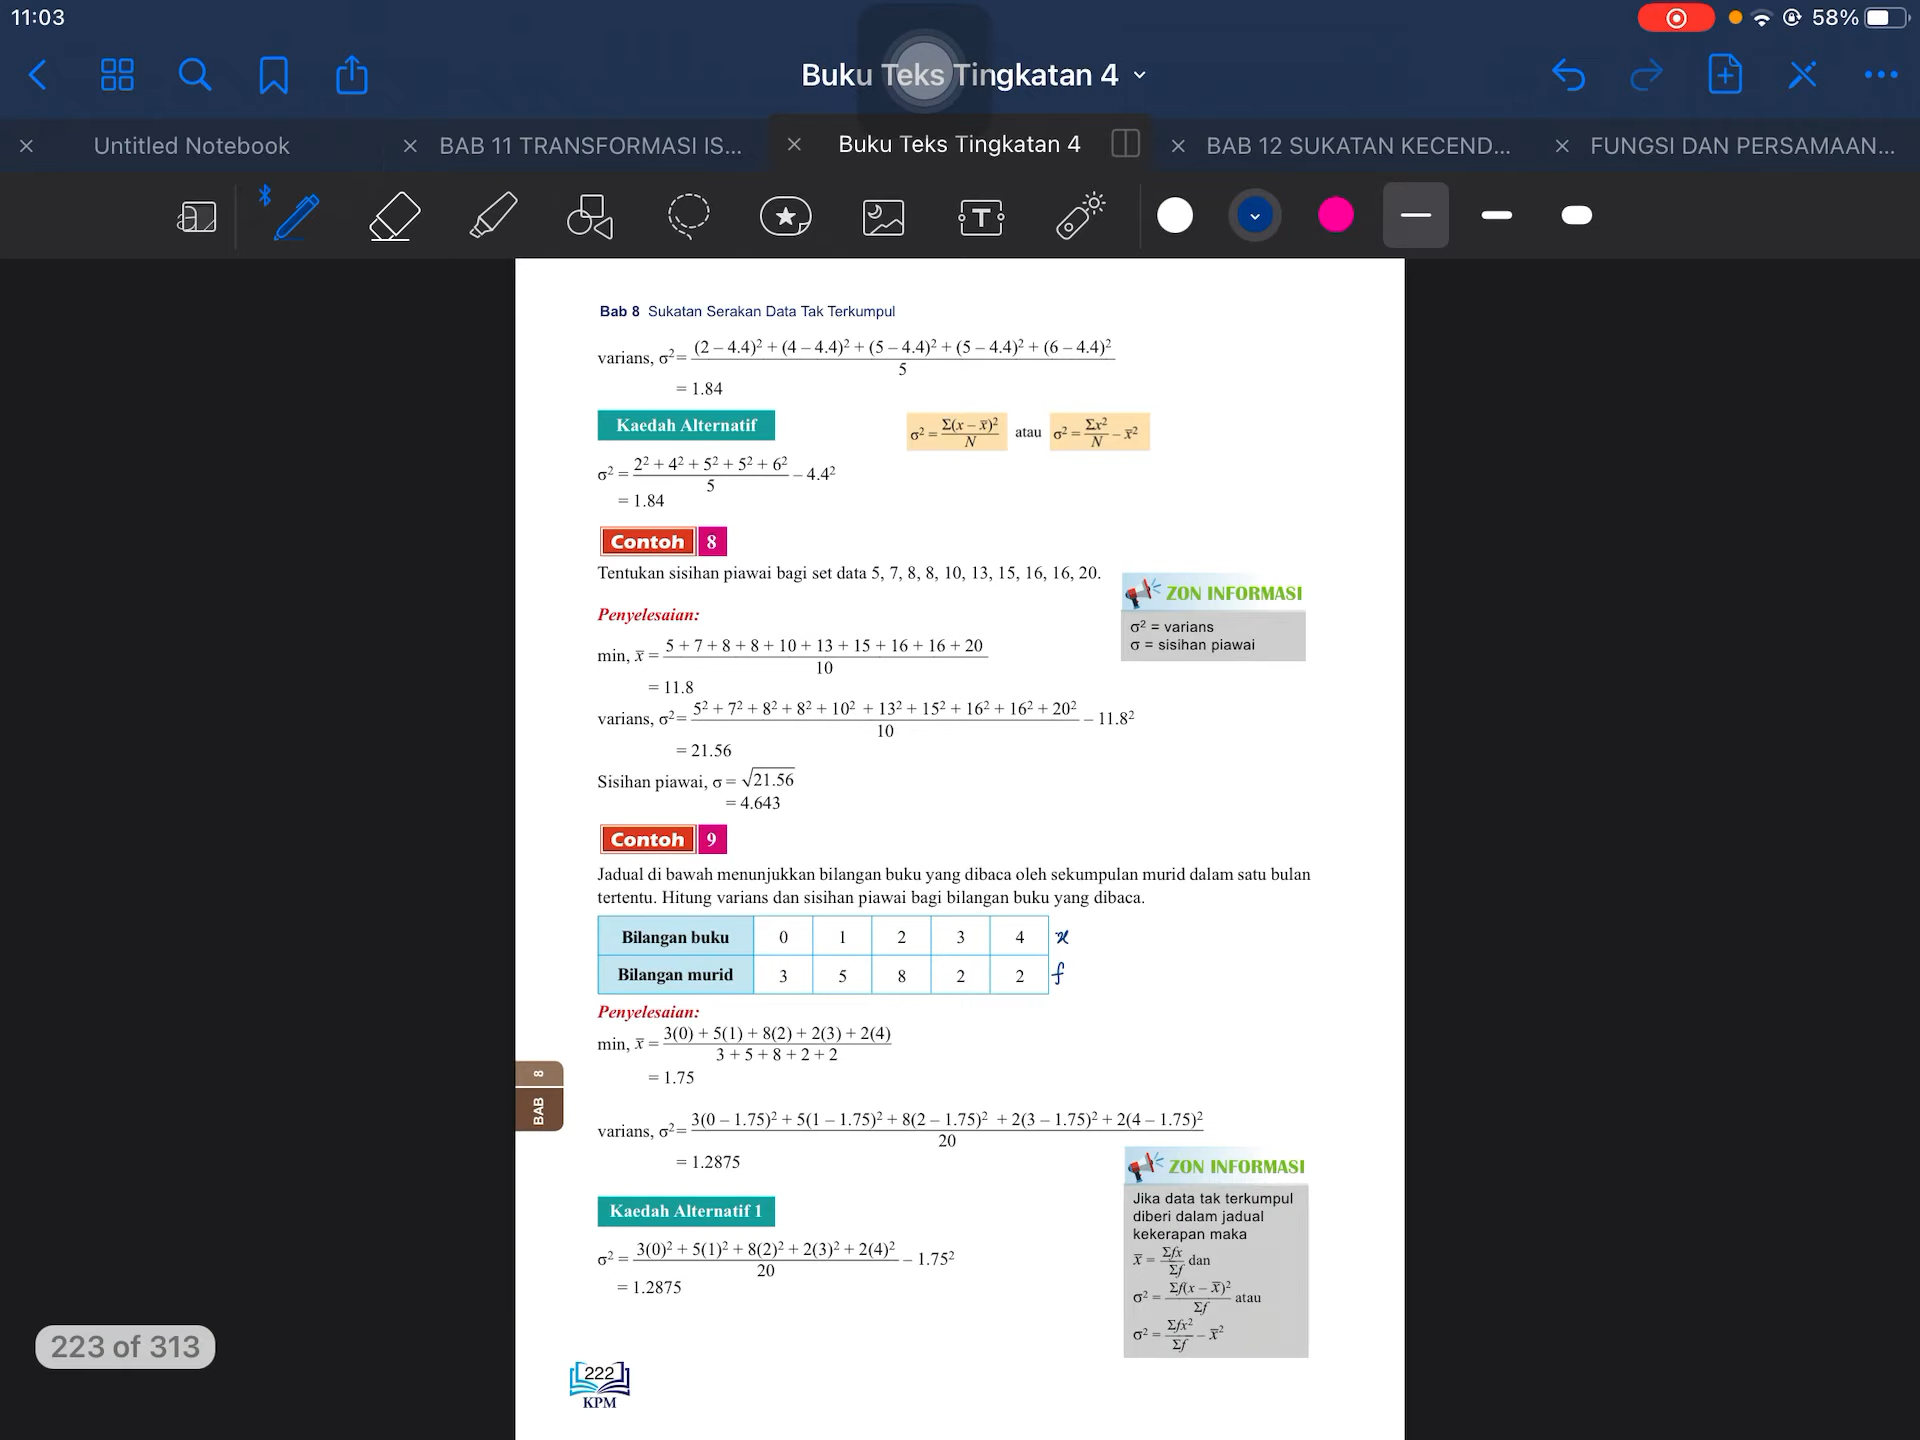 11:03
58%
Buku Teks Tingkatan 4
Untitled Notebook
BAB 11 TRANSFORMASI IS...
Buku Teks Tingkatan 4
BAB 12 SUKATAN KECEND...
FUNGSI DAN PERSAMAAN...
Bab 8 Sukatan Serakan Data Tak Terkumpul
varians, σ² = (2 – 4.4)² + (4 – 4.4)² + (5 – 4.4)² + (5 – 4.4)² + (6 – 4.4)² / 5
= 1.84
Kaedah Alternatif
σ² = Σ(x – x̄)² / N atau σ² = Σx² / N – x̄²
σ² = 2² + 4² + 5² + 5² + 6² / 5 – 4.4²
= 1.84
Contoh 8
Tentukan sisihan piawai bagi set data 5, 7, 8, 8, 10, 13, 15, 16, 16, 20.
ZON INFORMASI
σ² = varians
σ = sisihan piawai
Penyelesaian:
min, x̄ = 5 + 7 + 8 + 8 + 10 + 13 + 15 + 16 + 16 + 20 / 10
= 11.8
varians, σ² = 5² + 7² + 8² + 8² + 10² + 13² + 15² + 16² + 16² + 20² / 10 – 11.8²
= 21.56
Sisihan piawai, σ = √21.56
= 4.643
Contoh 9
Jadual di bawah menunjukkan bilangan buku yang dibaca oleh sekumpulan murid dalam satu bulan
tertentu. Hitung varians dan sisihan piawai bagi bilangan buku yang dibaca.
Bilangan buku 0 1 2 3 4 x
Bilangan murid 3 5 8 2 2 f
Penyelesaian:
min, x̄ = 3(0) + 5(1) + 8(2) + 2(3) + 2(4) / 3 + 5 + 8 + 2 + 2
= 1.75
varians, σ² = 3(0 – 1.75)² + 5(1 – 1.75)² + 8(2 – 1.75)² + 2(3 – 1.75)² + 2(4 – 1.75)² / 20
= 1.2875
Kaedah Alternatif 1
σ² = 3(0)² + 5(1)² + 8(2)² + 2(3)² + 2(4)² / 20 – 1.75²
= 1.2875
ZON INFORMASI
Jika data tak terkumpul
diberi dalam jadual
kekerapan maka
x̄ = Σfx / Σf dan
σ² = Σf(x – x̄)² / Σf atau
σ² = Σfx² / Σf – x̄²
BAB 8
223 of 313
222
KPM